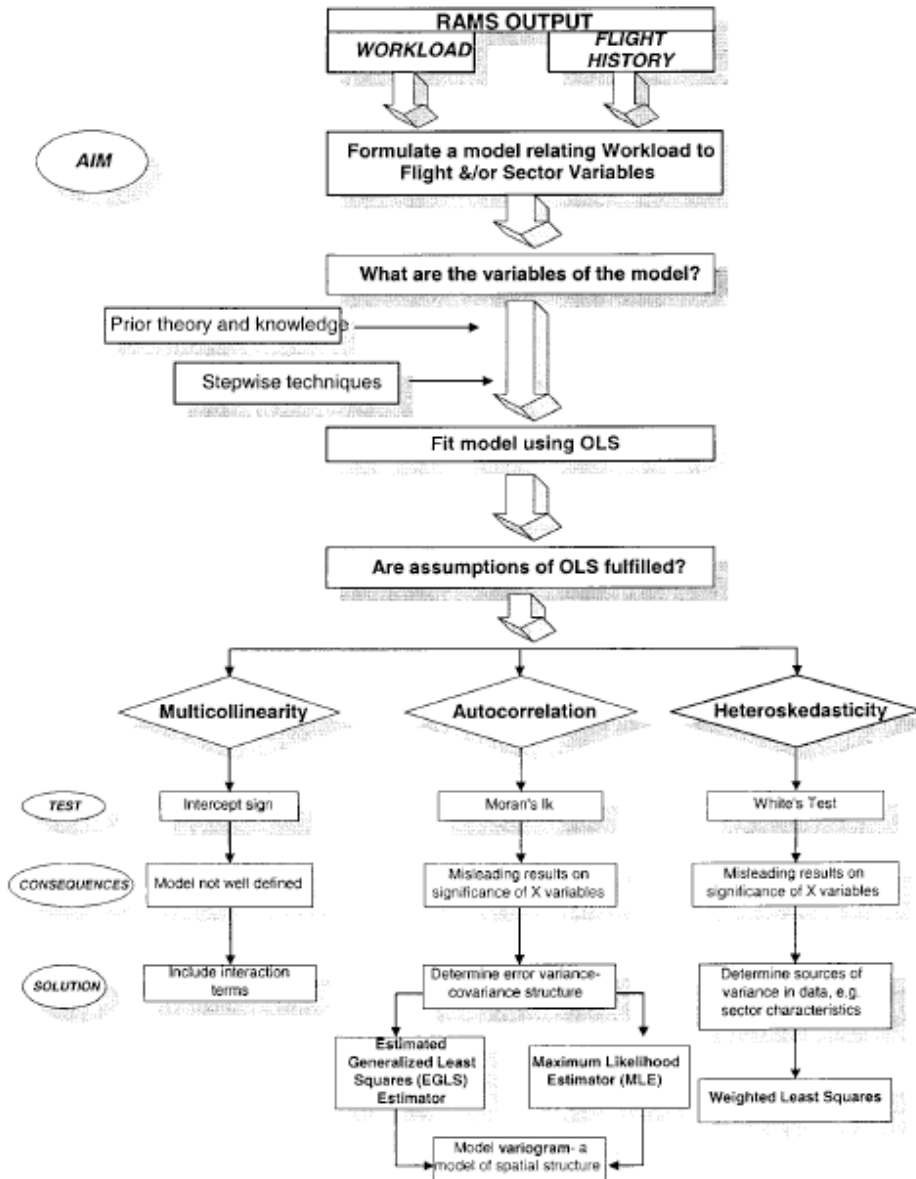 RAMS OUTPUT
WORKLOAD
FLIGHT
HISTORY
AIM
Formulate a model relating Workload to
Flight &/or Sector Variables
What are the variables of the model?
Prior theory and knowledge
Stepwise techniques
Fit model using OLS
Are assumptions of OLS fulfilled?
Multicollinearity
Autocorrelation
Heteroskedasticity
TEST
Intercept sign
Moran's Ik
White's Test
CONSEQUENCES
Model not well defined
Misleading results on
significance of X variables
Misleading results on
significance of X variables
SOLUTION
Include interaction
terms
Determine error variance-
covariance structure
Determine sources of
variance in data, e.g.
sector characteristics
Estimated
Generalized Least
Squares (EGLS)
Estimator
Maximum Likelihood
Estimator (MLE)
Weighted Least Squares
Model variogram- a
model of spatial structure